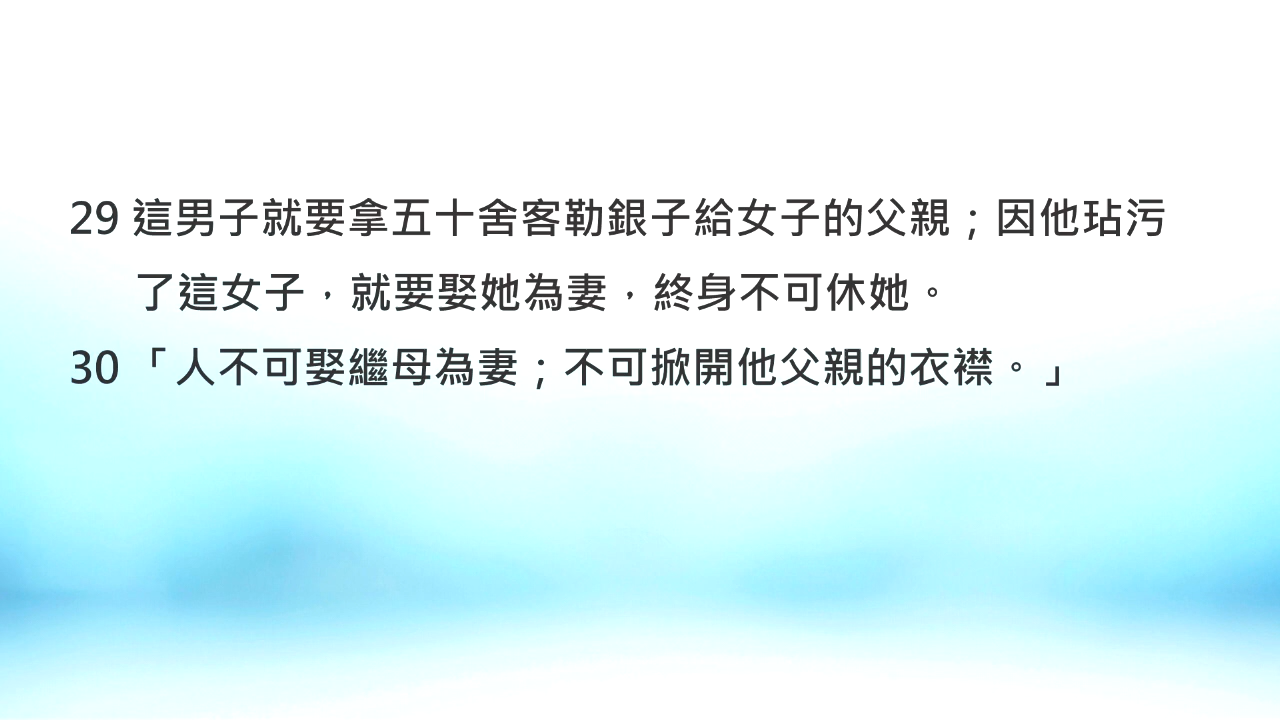 29 這男子就要拿五十舍客勒銀子給女子的父親；因他玷污
了這女子，就要娶她為妻，終身不可休她。
30 「人不可娶繼母為妻；不可掀開他父親的衣襟。」